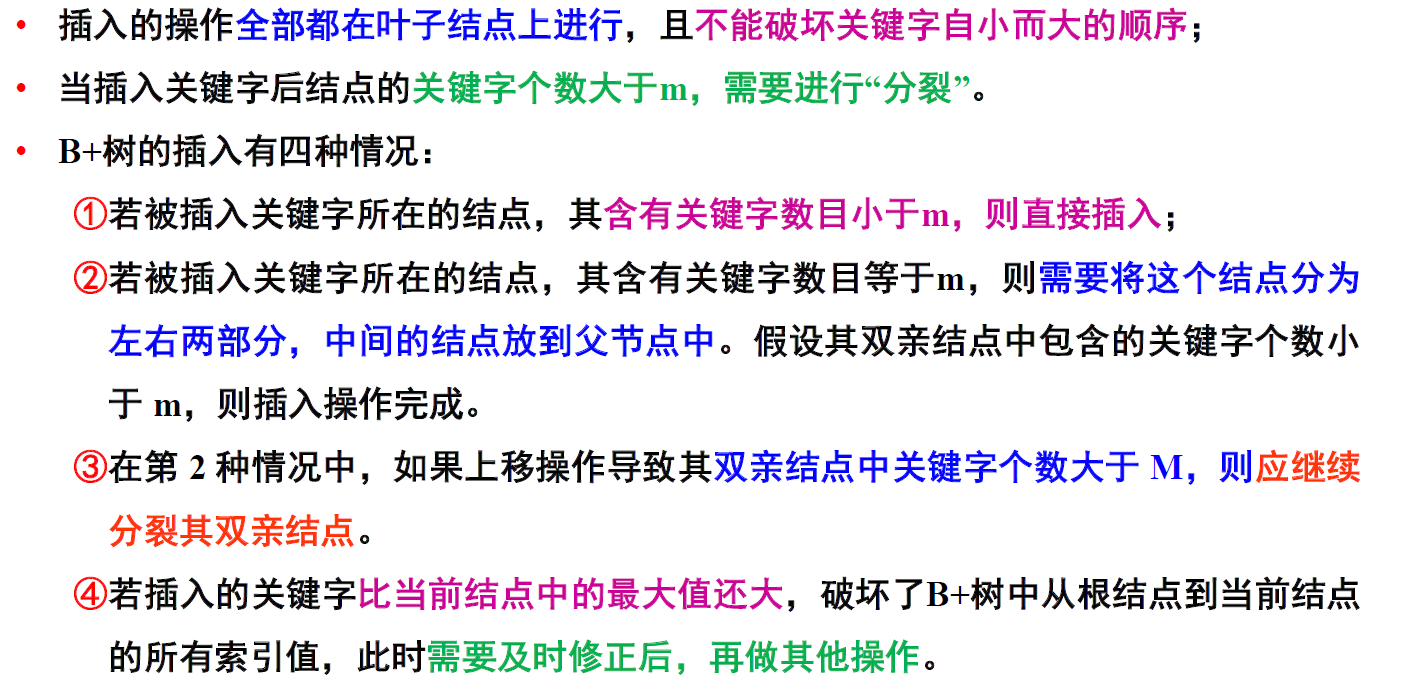 • 插入的操作全部都在叶子结点上进行，且不能破坏关键字自小而大的顺序；
• 当插入关键字后结点的关键字个数大于m，需要进行“分裂”。
• B+树的插入有四种情况：
①若被插入关键字所在的结点，其含有关键字数目小于m，则直接插入；
②若被插入关键字所在的结点，其含有关键字数目等于m，则需要将这个结点分为
左右两部分，中间的结点放到父节点中。假设其双亲结点中包含的关键字个数小
于 m，则插入操作完成。
③在第 2 种情况中，如果上移操作导致其双亲结点中关键字个数大于 M，则应继续
分裂其双亲结点。
④若插入的关键字比当前结点中的最大值还大，破坏了B+树中从根结点到当前结点
的所有索引值，此时需要及时修正后，再做其他操作。